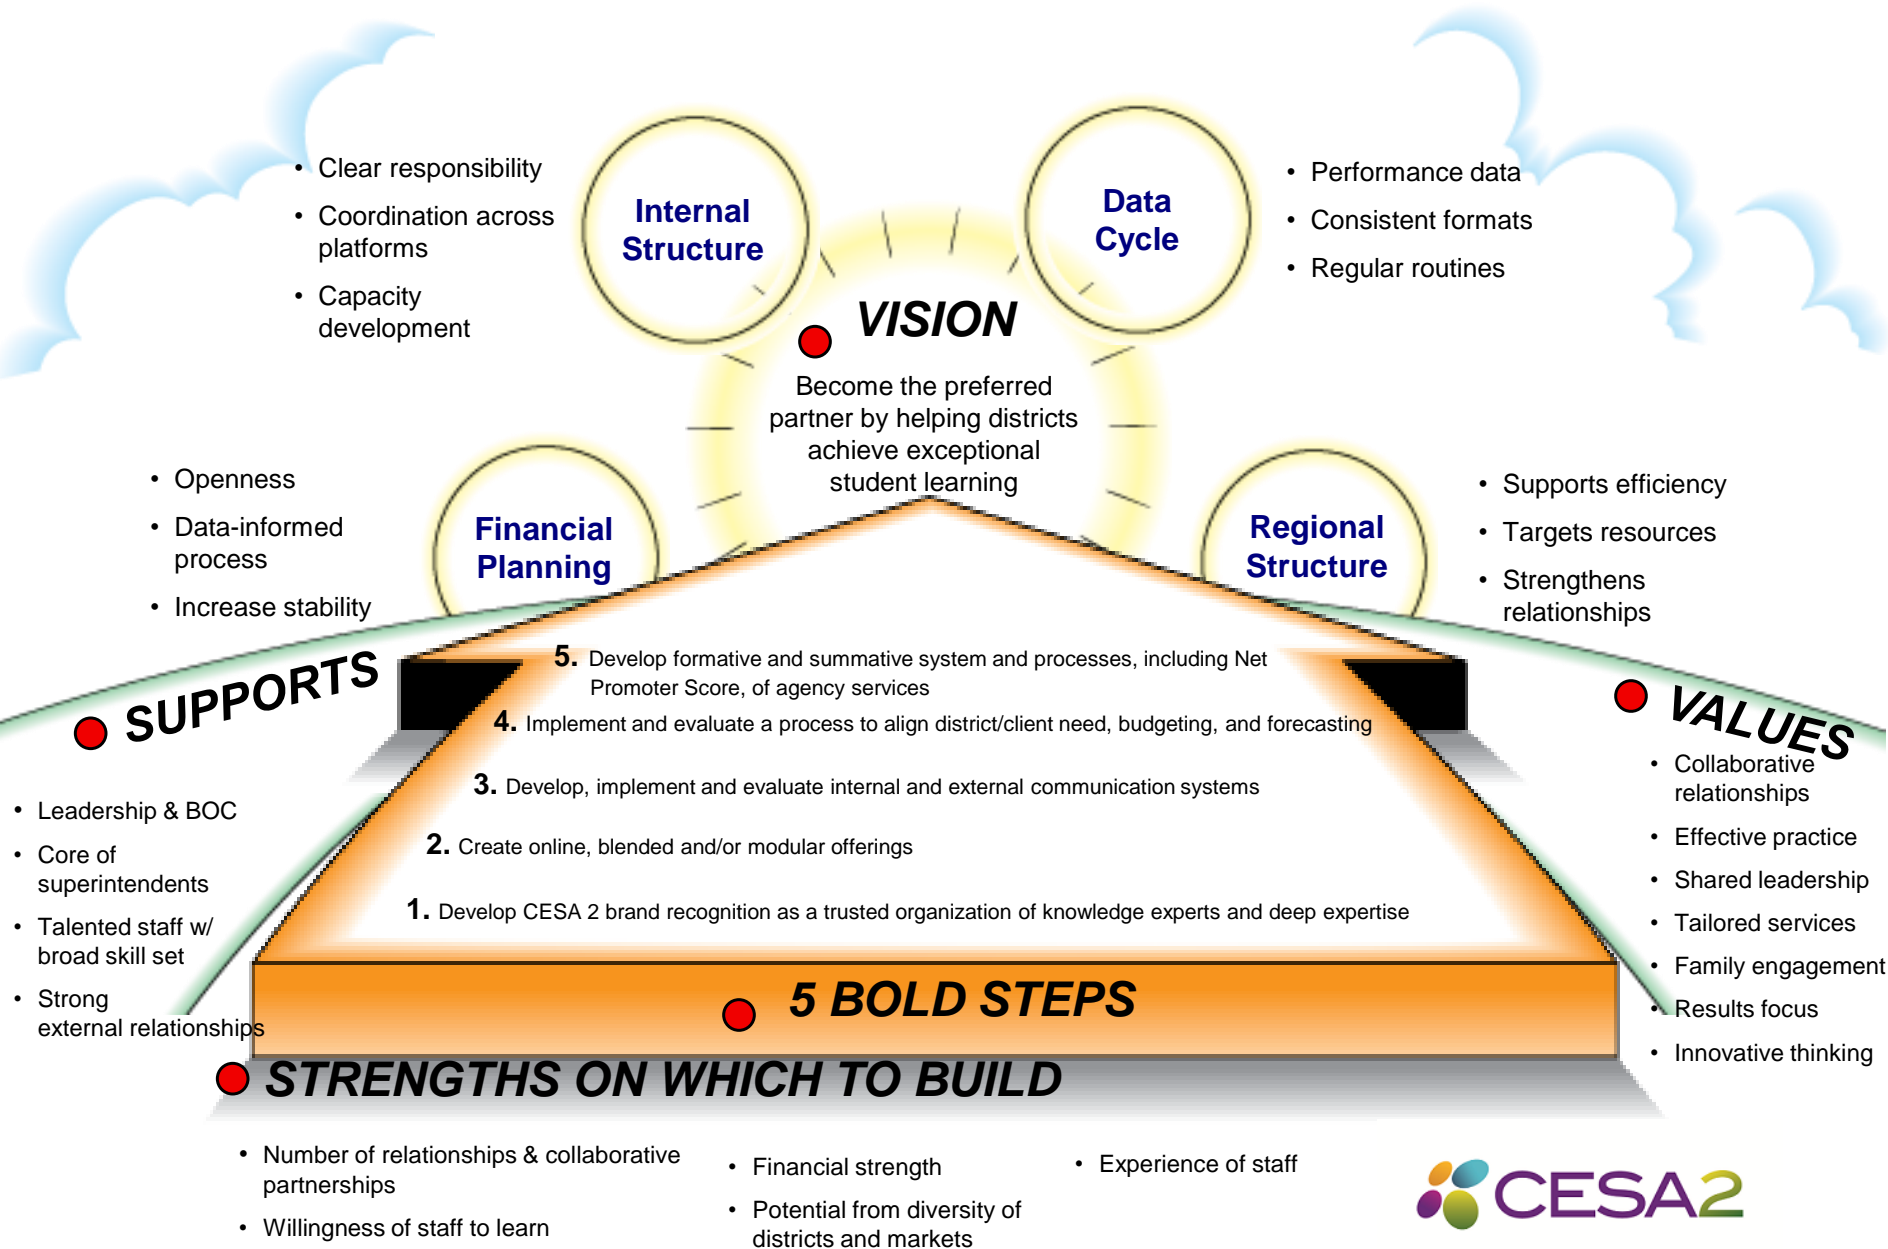 • Clear responsibility
• Coordination across
platforms
• Capacity
development
Internal
Structure
Data
Cycle
• Performance data
• Consistent formats
• Regular routines
VISION
Become the preferred
partner by helping districts
achieve exceptional
student learning
• Openness
• Data-informed
process
• Increase stability
Financial
Planning
Regional
Structure
• Supports efficiency
• Targets resources
• Strengthens
relationships
SUPPORTS
• Leadership & BOC
• Core of
superintendents
• Talented staff w/
broad skill set
• Strong
external relationships
5. Develop formative and summative system and processes, including Net
Promoter Score, of agency services
4. Implement and evaluate a process to align district/client need, budgeting, and forecasting
3. Develop, implement and evaluate internal and external communication systems
2. Create online, blended and/or modular offerings
1. Develop CESA 2 brand recognition as a trusted organization of knowledge experts and deep expertise
5 BOLD STEPS
VALUES
• Collaborative
relationships
• Effective practice
• Shared leadership
• Tailored services
• Family engagement
• Results focus
• Innovative thinking
STRENGTHS ON WHICH TO BUILD
• Number of relationships & collaborative
partnerships
• Willingness of staff to learn
• Financial strength
• Potential from diversity of
districts and markets
• Experience of staff
CESA2